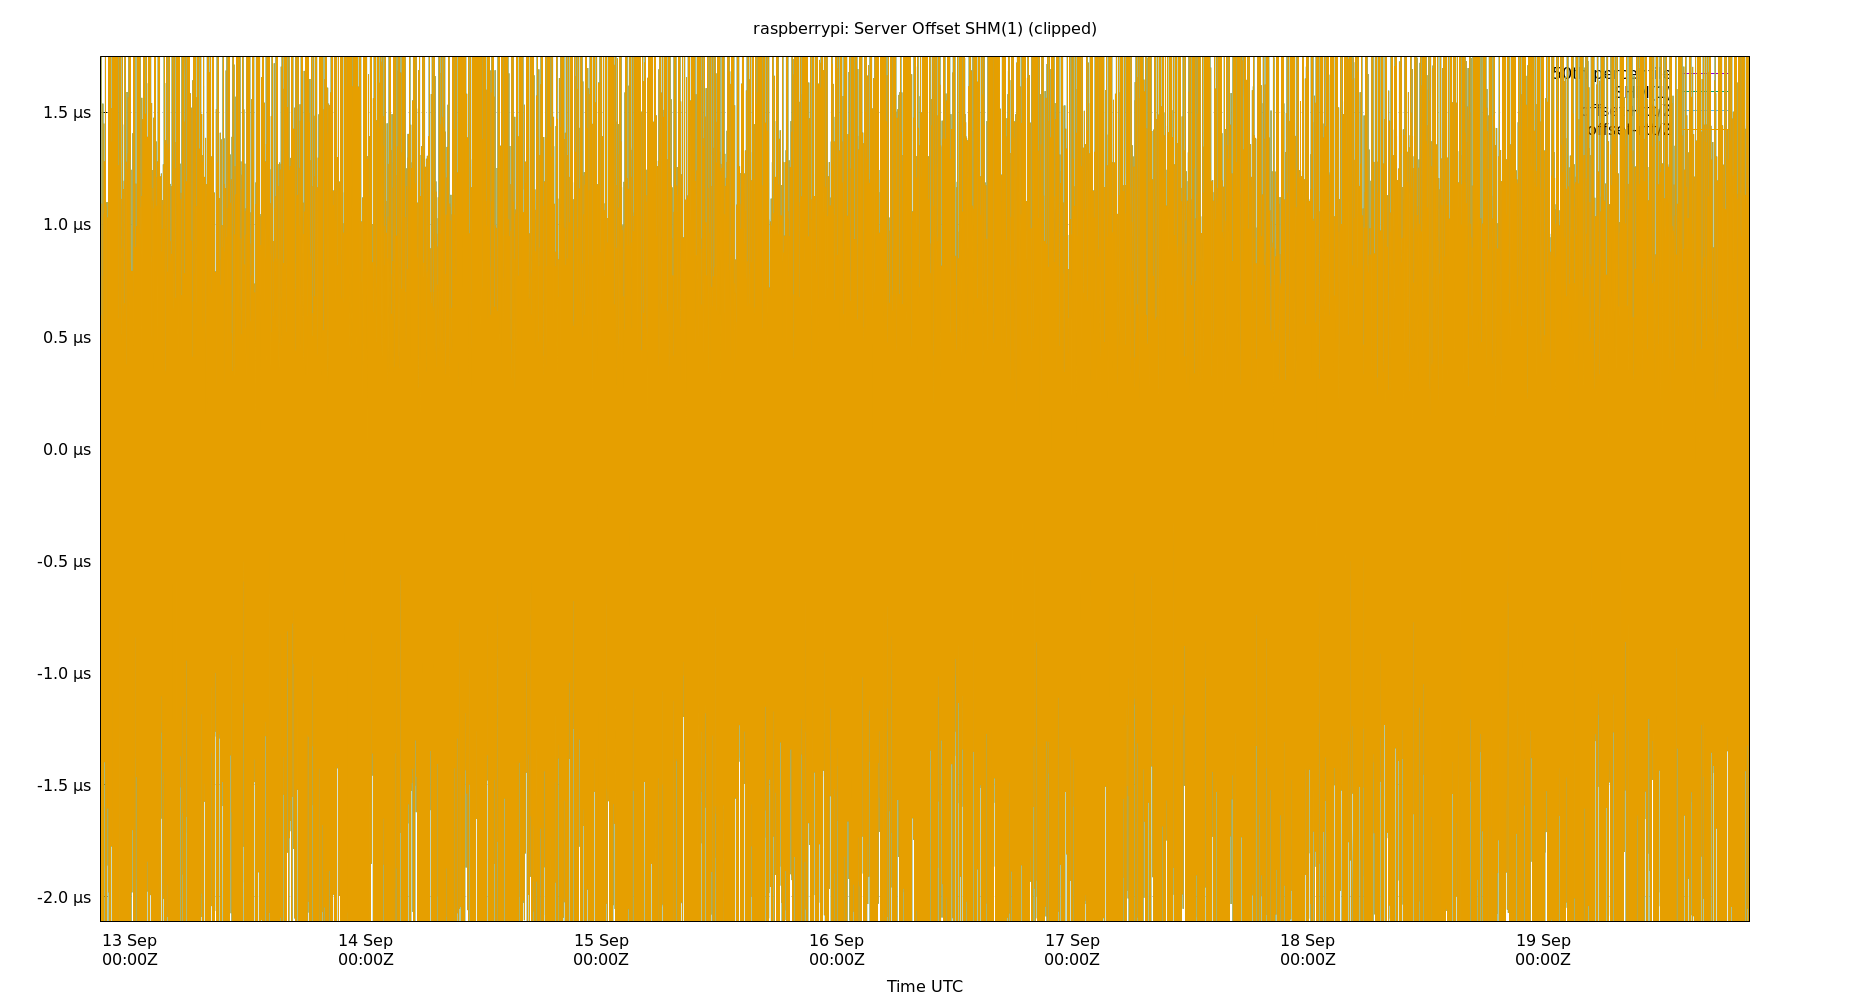 raspberrypi: Server Offset SHM(1) (clipped)
1.5 µs
1.0 µs
0.5 µs
0.0 µs
-0.5 µs
-1.0 µs
-1.5 µs
-2.0 µs
13 Sep
00:00Z
14 Sep
00:00Z
15 Sep
00:00Z
16 Sep
00:00Z
17 Sep
00:00Z
18 Sep
00:00Z
19 Sep
00:00Z
Time UTC